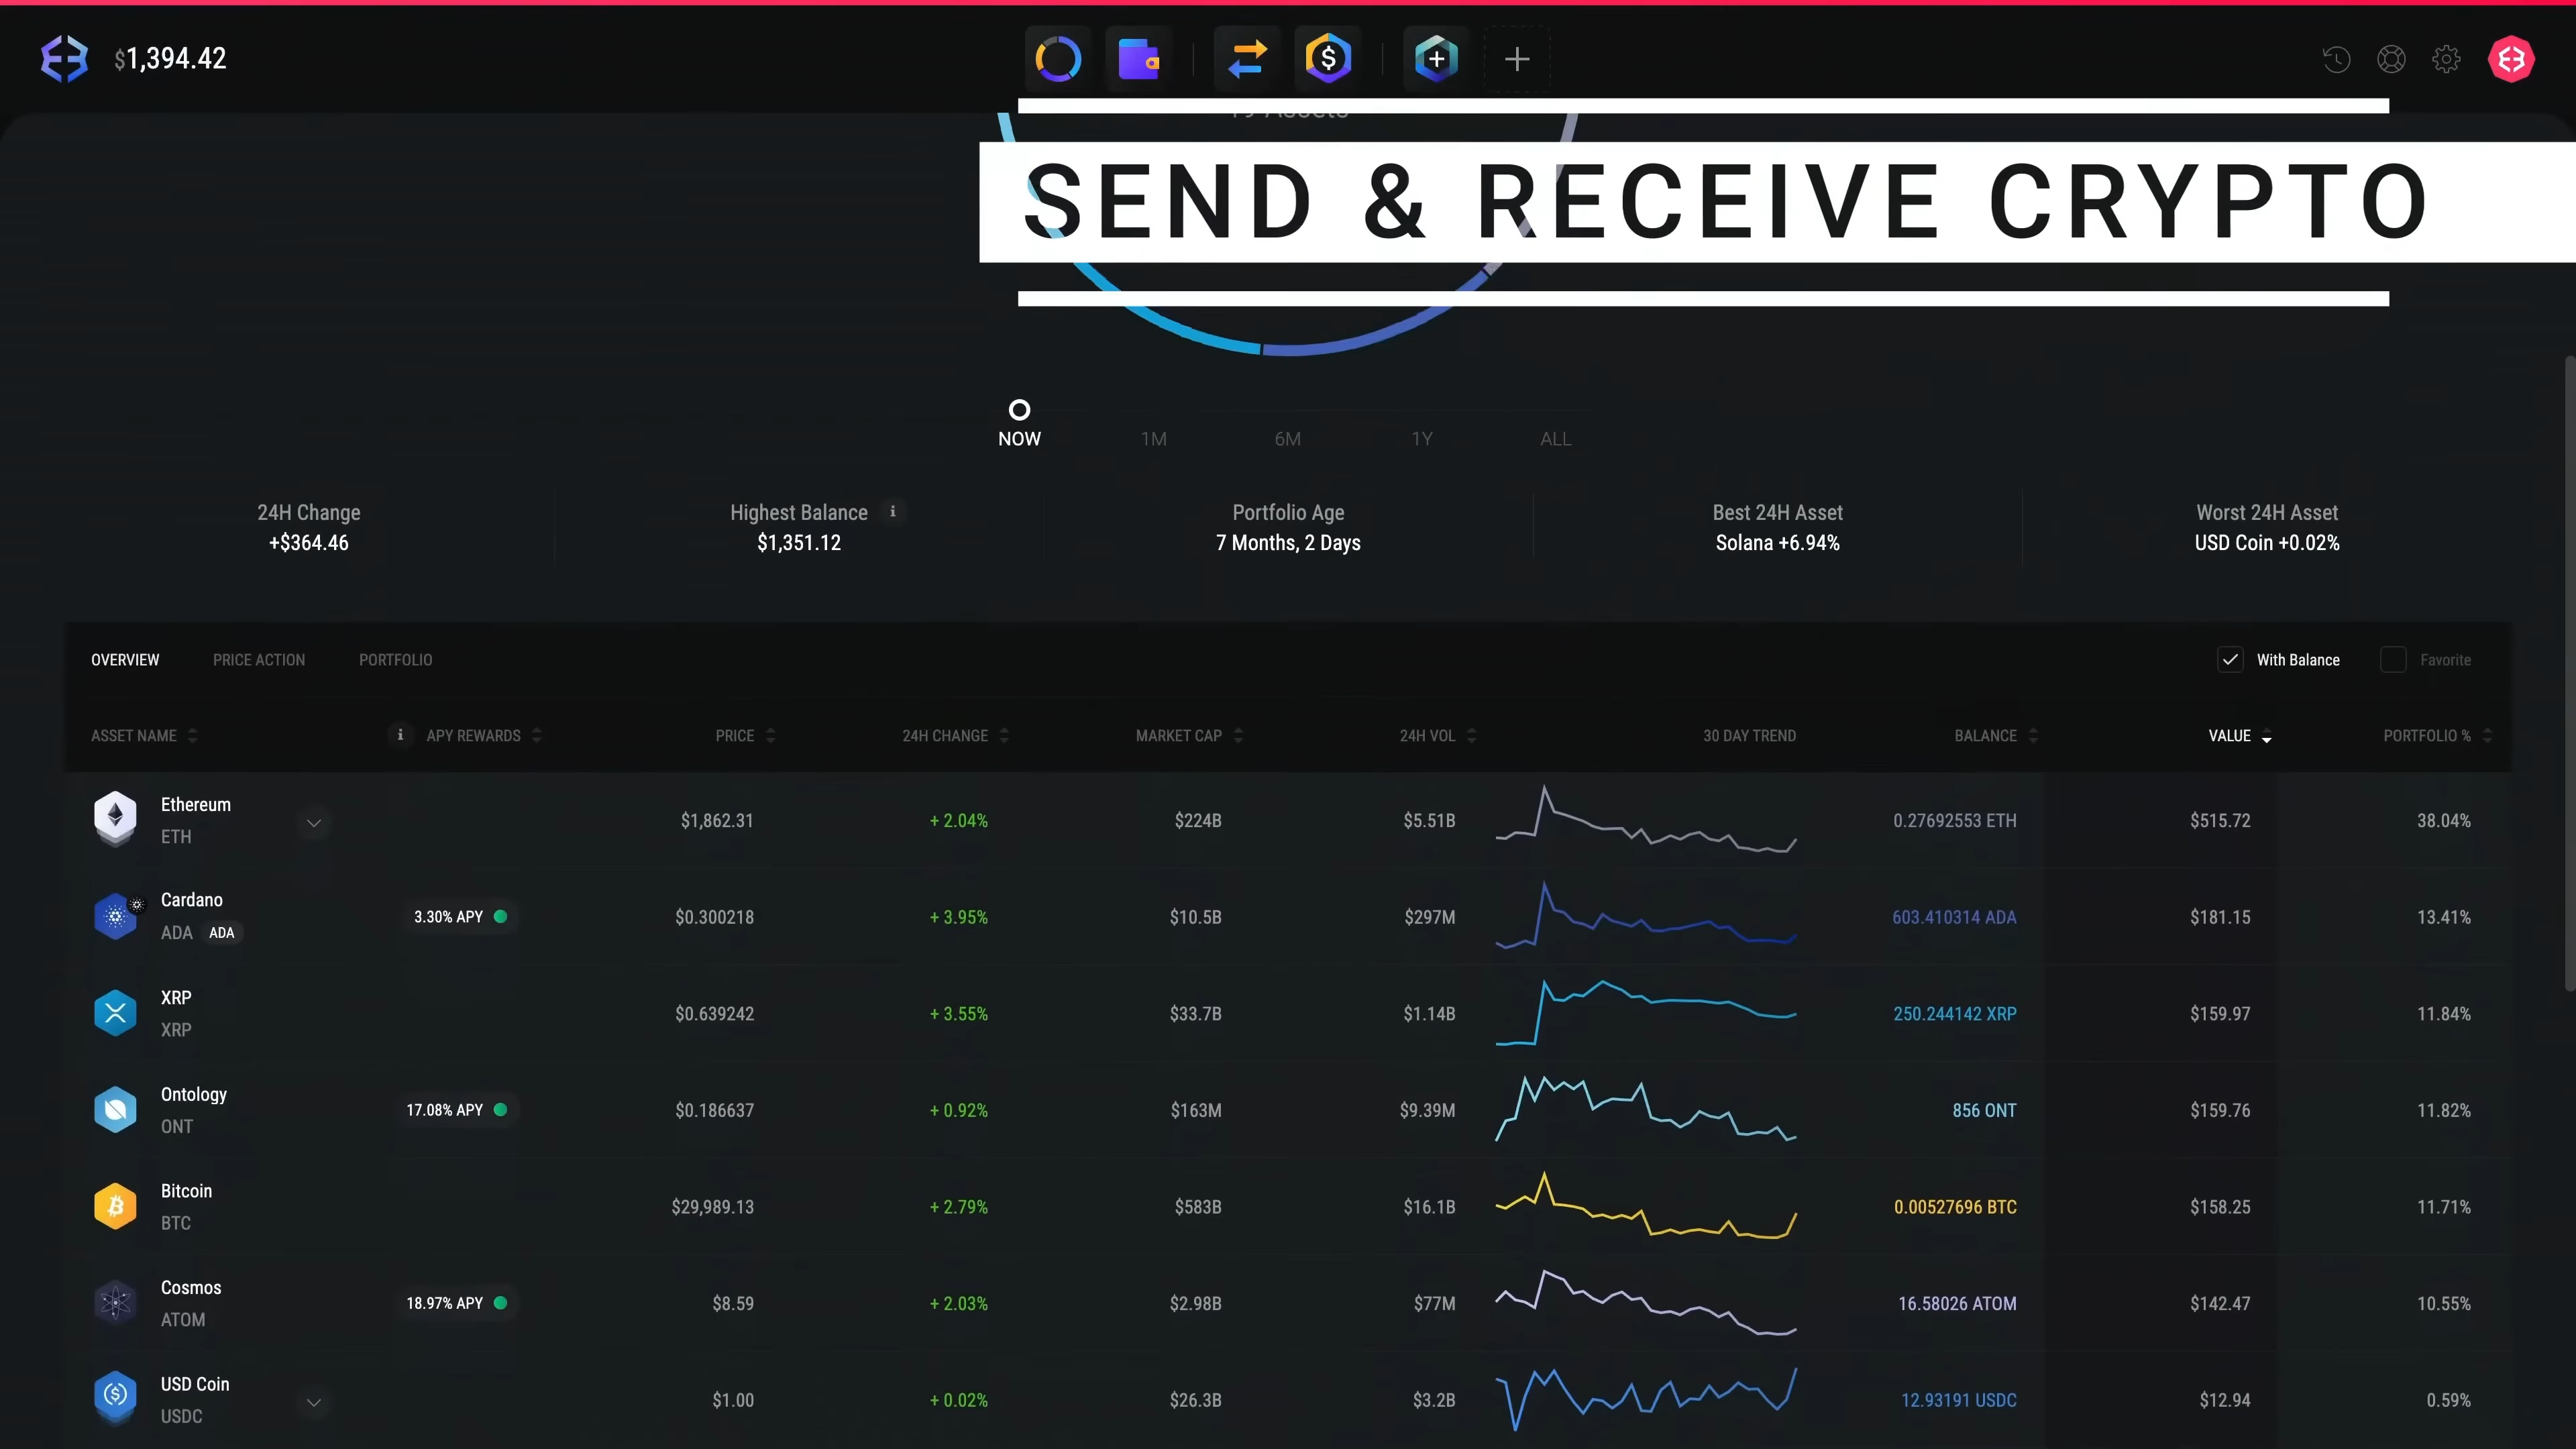 $1,394.42
SEND & RECEIVE CRYPTO
NOW 1M 6M 1Y ALL
24H Change Highest Balance i Portfolio Age Best 24H Asset Worst 24H Asset
+$364.46 $1,351.12 7 Months, 2 Days Solana +6.94% USD Coin +0.02%
OVERVIEW PRICE ACTION PORTFOLIO With Balance Favorite
ASSET NAME i APY REWARDS PRICE 24H CHANGE MARKET CAP 24H VOL 30 DAY TREND BALANCE VALUE PORTFOLIO %
Ethereum
ETH
$1,862.31 + 2.04% $224B $5.51B 0.27692553 ETH $515.72 38.04%
Cardano
ADA ADA
3.30% APY $0.300218 + 3.95% $10.5B $297M 603.410314 ADA $181.15 13.41%
XRP
XRP
$0.639242 + 3.55% $33.7B $1.14B 250.244142 XRP $159.97 11.84%
Ontology
ONT
17.08% APY $0.186637 + 0.92% $163M $9.39M 856 ONT $159.76 11.82%
Bitcoin
BTC
$29,989.13 + 2.79% $583B $16.1B 0.00527696 BTC $158.25 11.71%
Cosmos
ATOM
18.97% APY $8.59 + 2.03% $2.98B $77M 16.58026 ATOM $142.47 10.55%
USD Coin
USDC
$1.00 + 0.02% $26.3B $3.2B 12.93191 USDC $12.94 0.59%